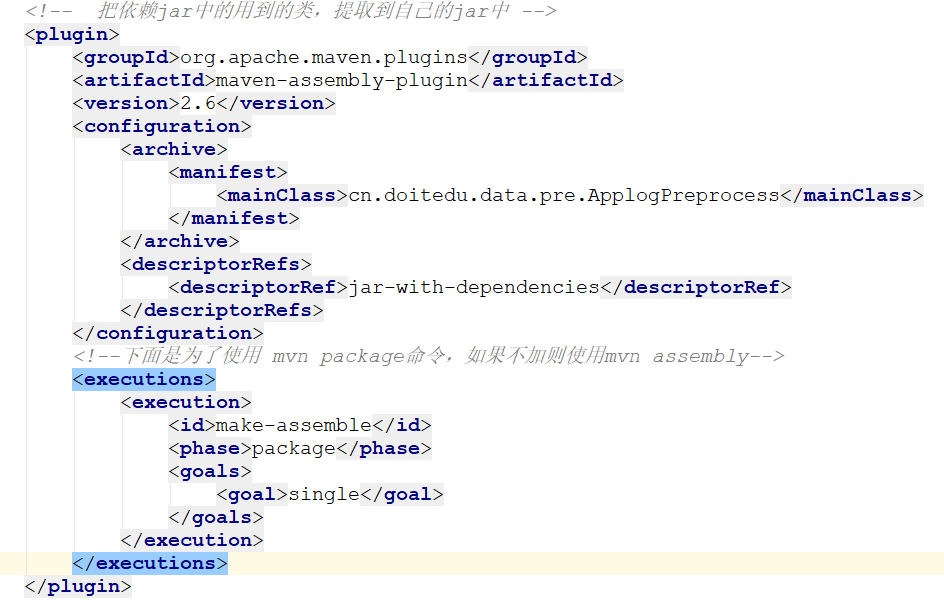 <!--  把依赖jar中的用到的类，提取到自己的jar中 -->
<plugin>
    <groupId>org.apache.maven.plugins</groupId>
    <artifactId>maven-assembly-plugin</artifactId>
    <version>2.6</version>
    <configuration>
        <archive>
            <manifest>
                <mainClass>cn.doitedu.data.pre.ApplogPreprocess</mainClass>
            </manifest>
        </archive>
        <descriptorRefs>
            <descriptorRef>jar-with-dependencies</descriptorRef>
        </descriptorRefs>
    </configuration>
    <!--下面是为了使用 mvn package命令，如果不加则使用mvn assembly-->
    <executions>
        <execution>
            <id>make-assemble</id>
            <phase>package</phase>
            <goals>
                <goal>single</goal>
            </goals>
        </execution>
    </executions>
</plugin>